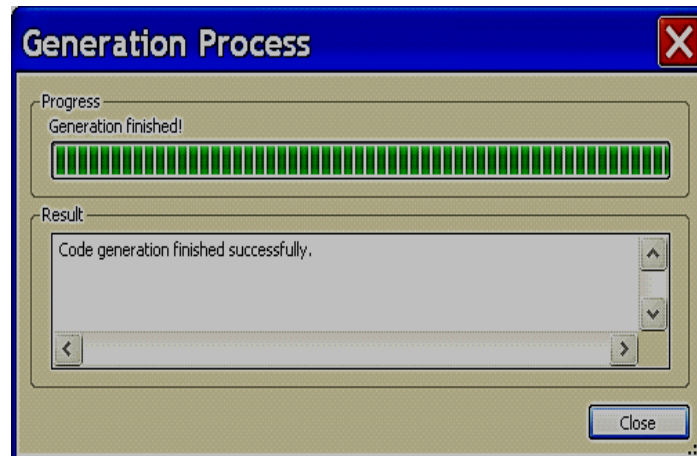 Generation Process
Progress
Generation finished!
Result
Code generation finished successfully.
Close